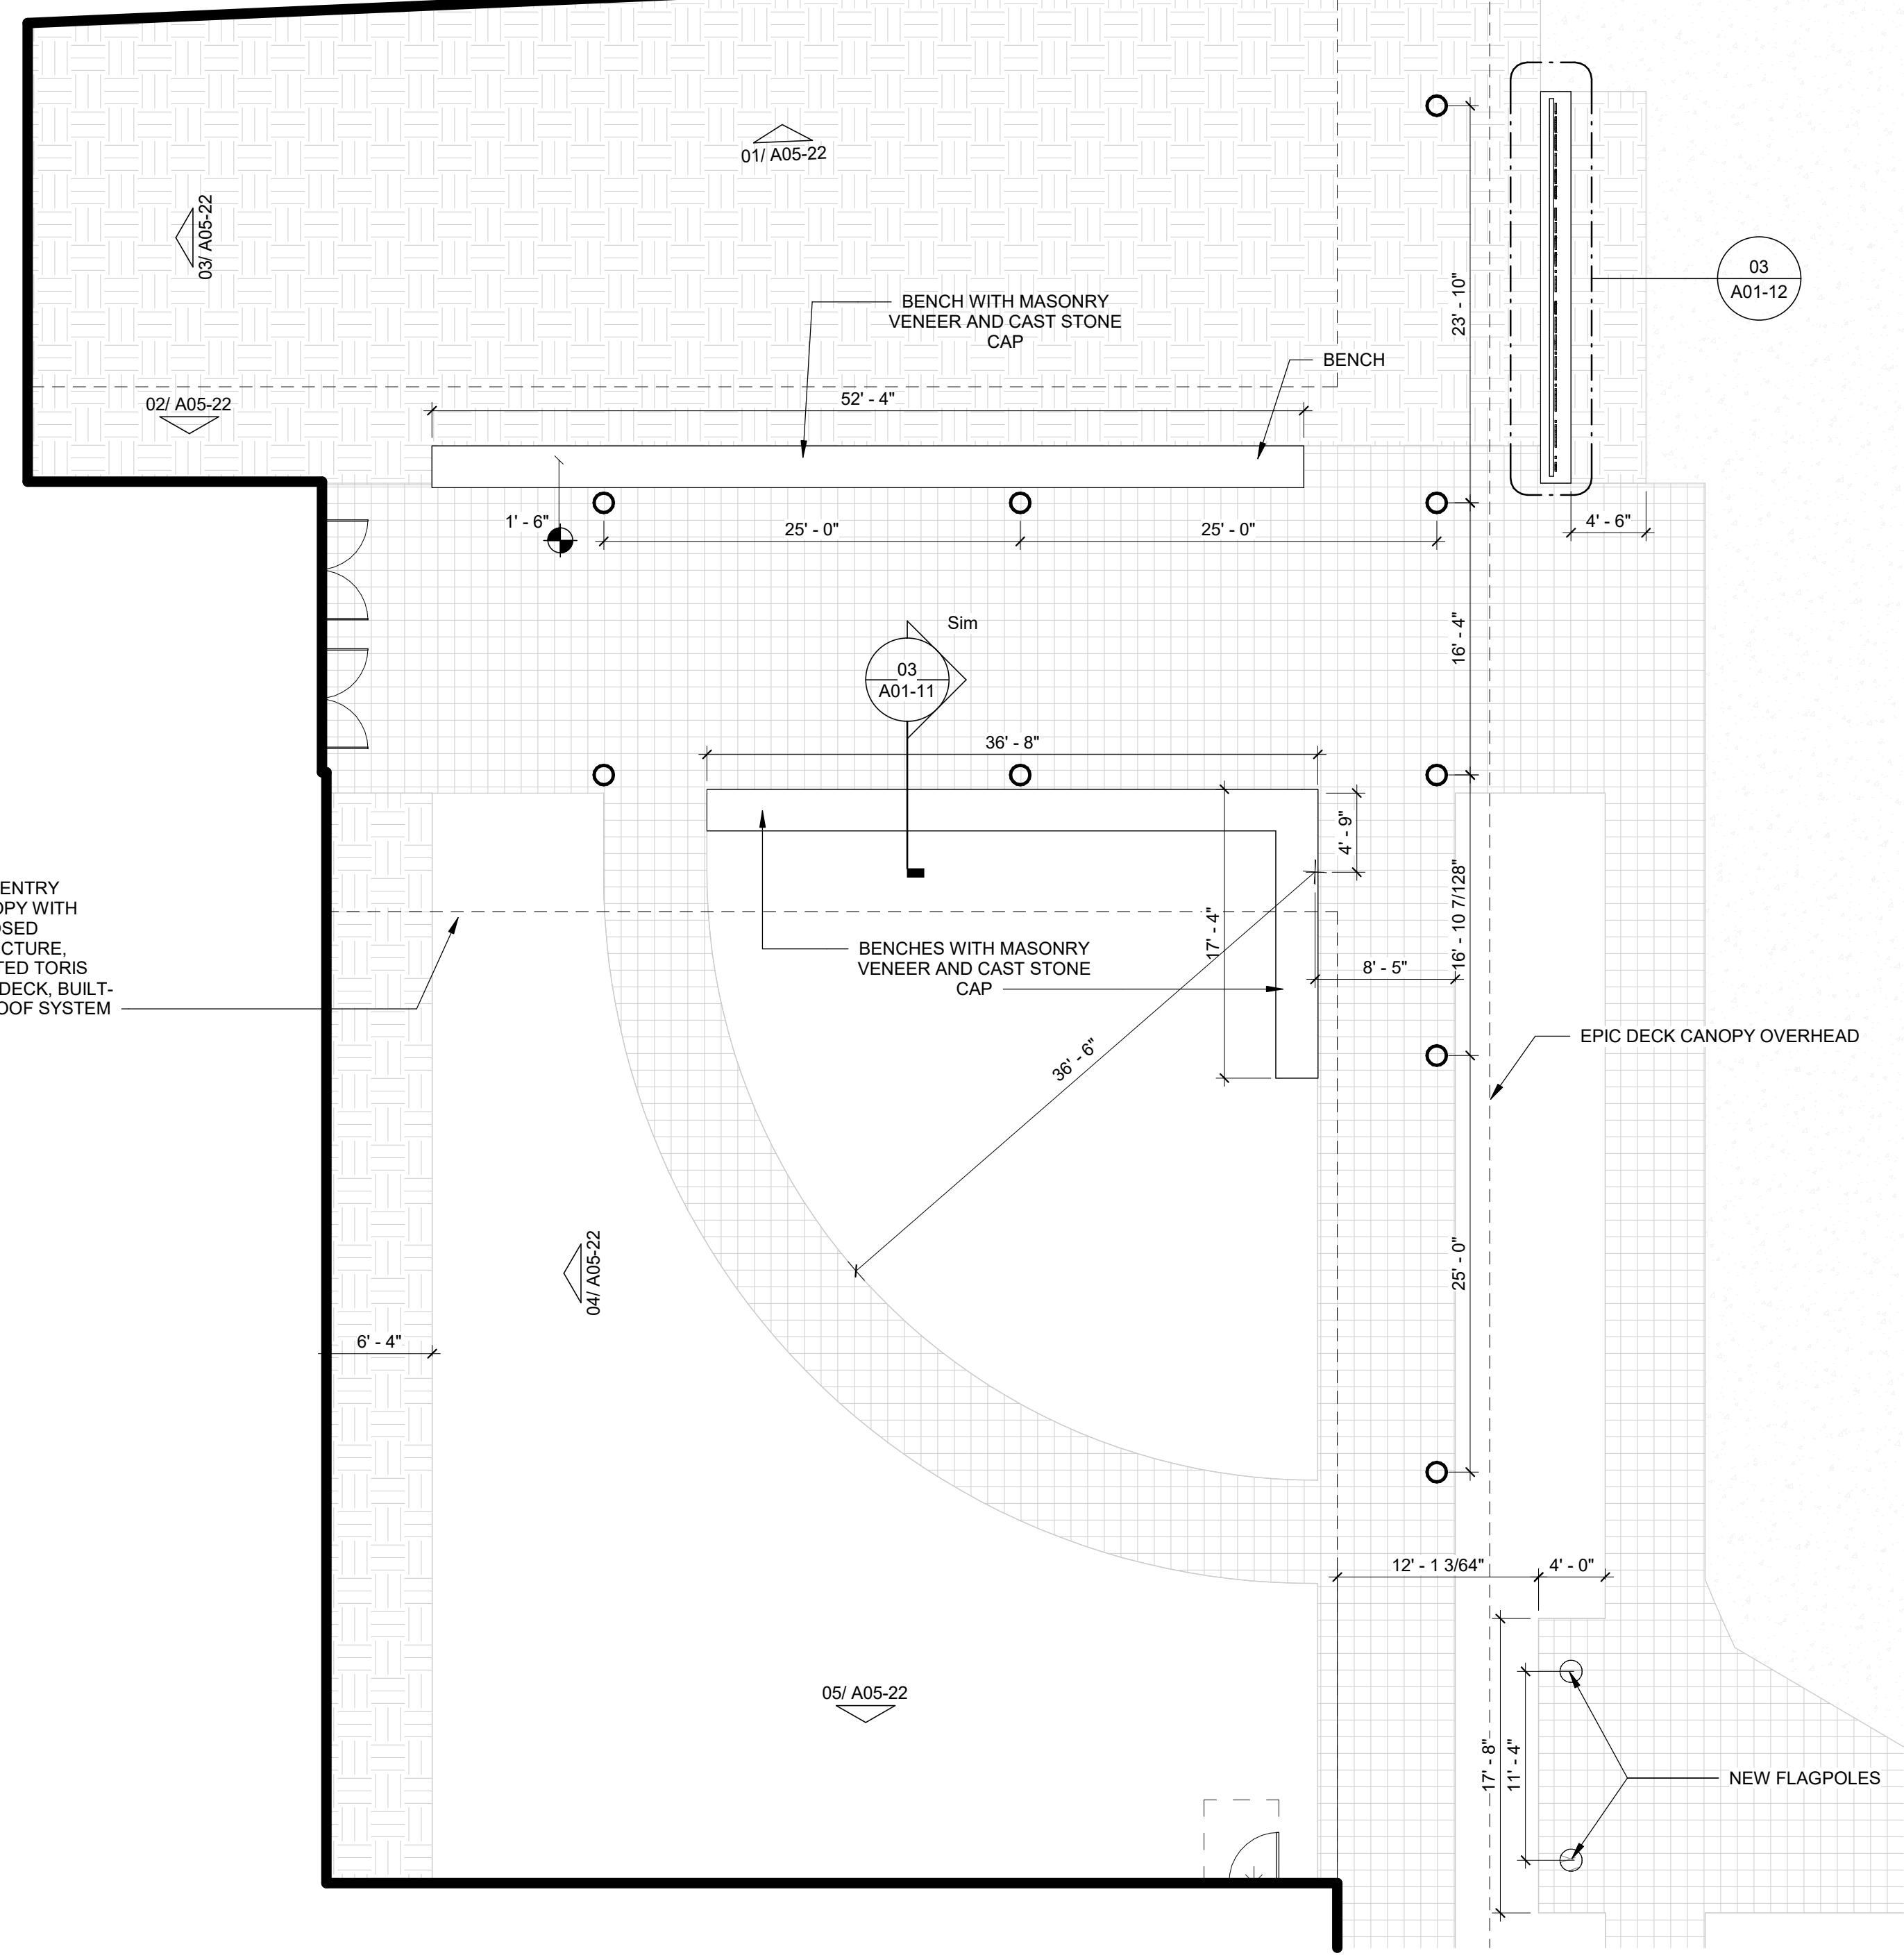 01/ A05-22
03/ A05-22
23' - 10"
03
A01-12
BENCH WITH MASONRY
VENEER AND CAST STONE
CAP
BENCH
02/ A05-22
52' - 4"
1' - 6"
25' - 0"
25' - 0"
4' - 6"
Sim
03
A01-11
16' - 4"
36' - 8"
4' - 9"
17' - 4"
16' - 10 7/128"
ENTRY
OPY WITH
OSED
CTURE,
TED TORIS
DECK, BUILT-
OOF SYSTEM
BENCHES WITH MASONRY
VENEER AND CAST STONE
CAP
8' - 5"
36' - 6"
EPIC DECK CANOPY OVERHEAD
04/ A05-22
25' - 0"
6' - 4"
12' - 1 3/64"
4' - 0"
05/ A05-22
17' - 8"
11' - 4"
NEW FLAGPOLES